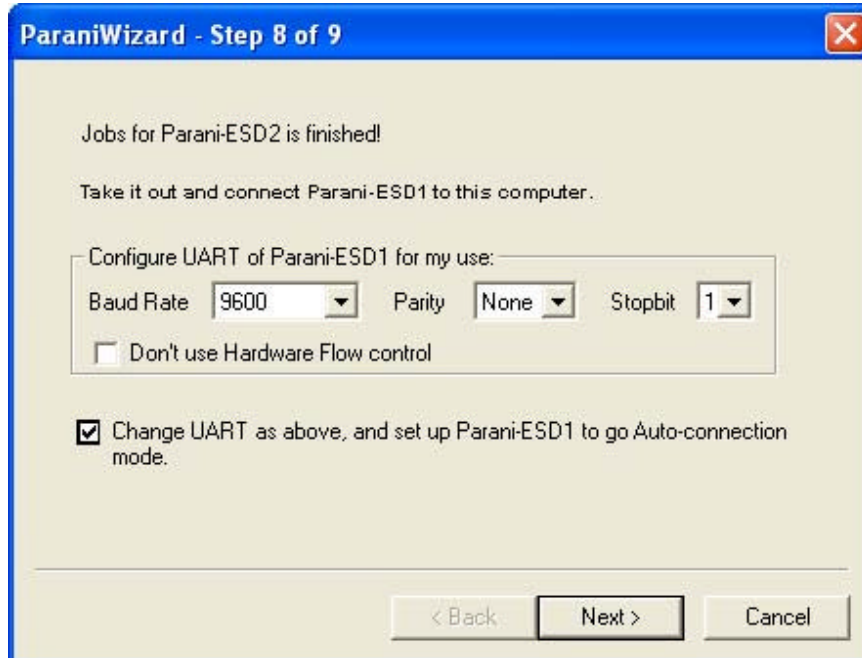 ParaniWizard - Step 8 of 9
Jobs for Parani-ESD2 is finished!
Take it out and connect Parani-ESD1 to this computer.
Configure UART of Parani-ESD1 for my use:
Baud Rate 9600 Parity None Stopbit 1
Don't use Hardware Flow control
Change UART as above, and set up Parani-ESD1 to go Auto-connection
mode.
< Back Next > Cancel